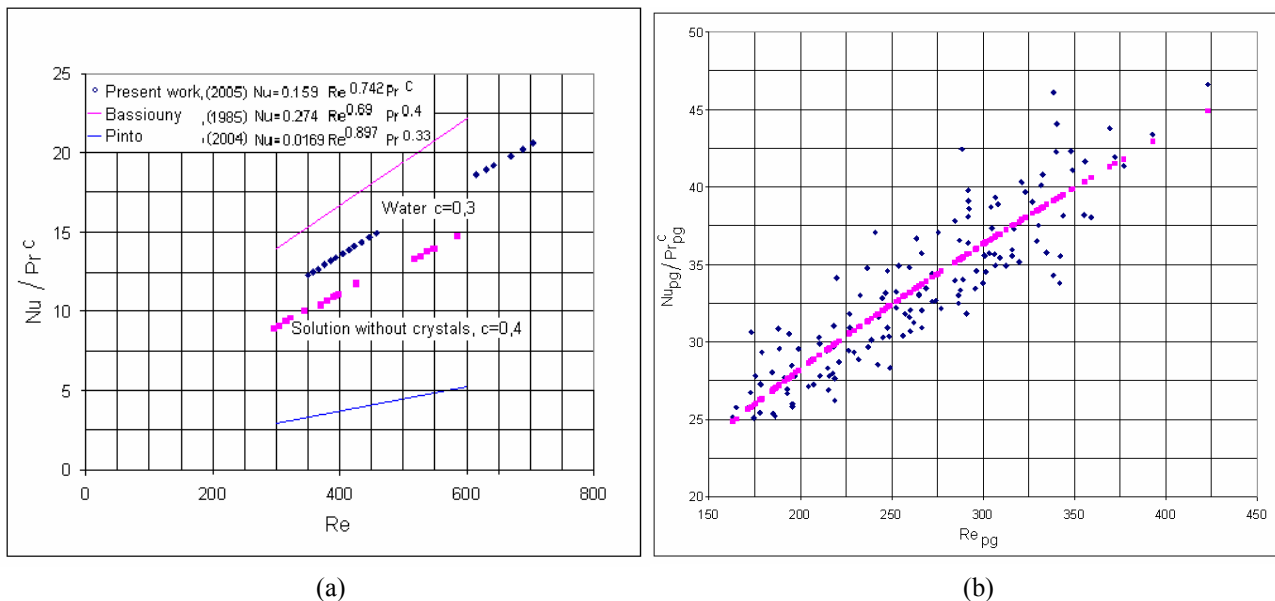 25
20
15
10
5
0
0
200
400
600
800
Nu / Pr c
Re
Present work, (2005) Nu=0.159 Re 0.742 Pr c
Bassiouny , (1985) Nu=0.274 Re 0.69 Pr 0.4
Pinto , (2004) Nu=0.0169 Re 0.897 Pr 0.33
Water c=0,3
Solution without crystals, c=0,4
(a)
50
45
40
35
30
25
20
150
200
250
300
350
400
450
Nu pg / Pr pg c
Re pg
(b)